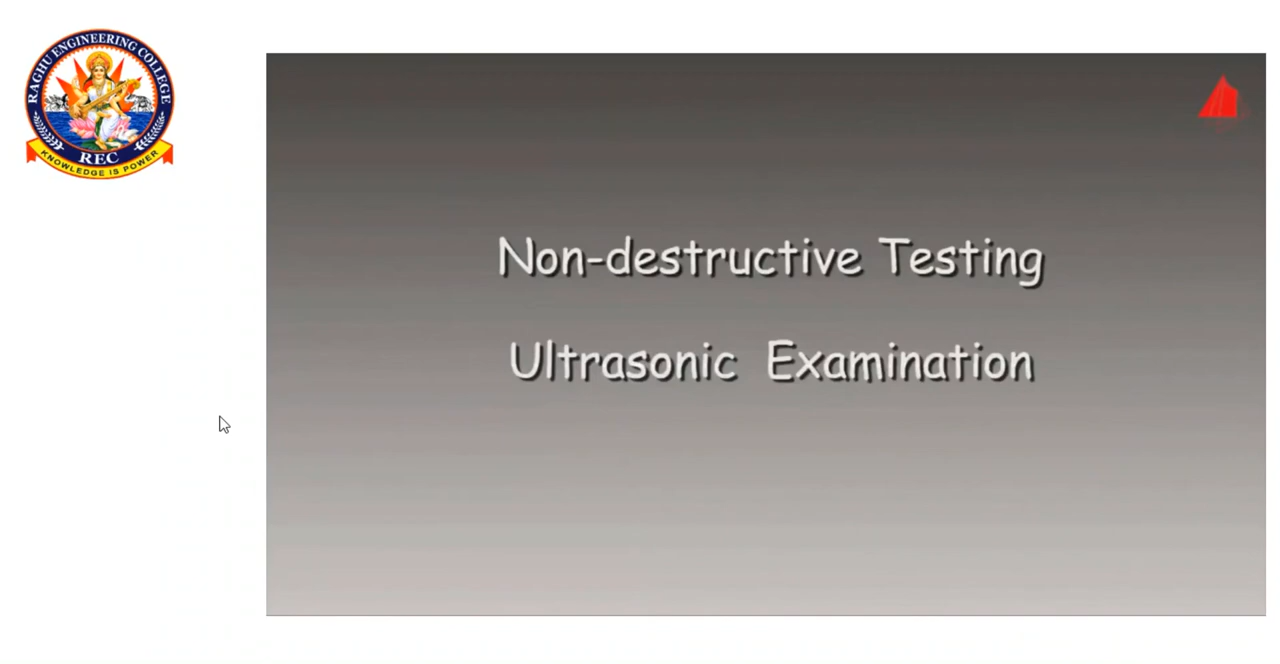 RAGHU ENGINEERING COLLEGE
REC
KNOWLEDGE IS POWER
Non-destructive Testing
Ultrasonic Examination